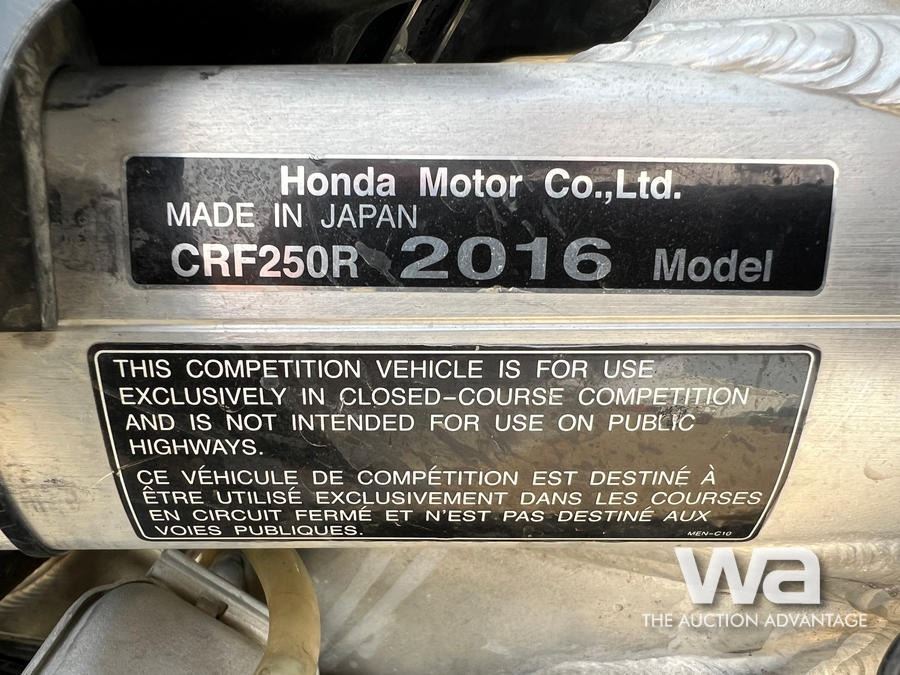 Honda Motor Co.,Ltd.
MADE IN JAPAN
CRF250R 2016 Model
THIS COMPETITION VEHICLE IS FOR USE
EXCLUSIVELY IN CLOSED-COURSE COMPETITION
AND IS NOT INTENDED FOR USE ON PUBLIC
HIGHWAYS.
CE VÉHICULE DE COMPÉTITION EST DESTINÉ À
ÊTRE UTILISÉ EXCLUSIVEMENT DANS LES COURSES
EN CIRCUIT FERMÉ ET N'EST PAS DESTINÉ AUX
VOIES PUBLIQUES.
MEN-C10
wa
THE AUCTION ADVANTAGE